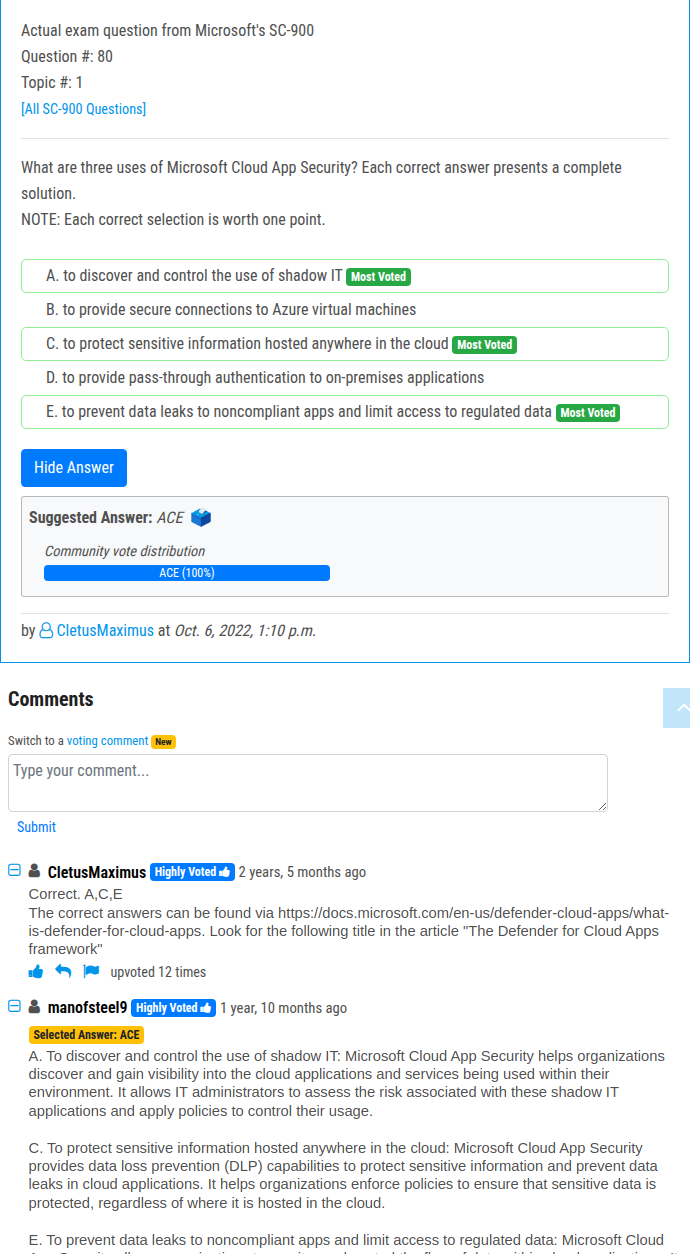 Actual exam question from Microsoft's SC-900
Question #: 80
Topic #: 1
[All SC-900 Questions]
What are three uses of Microsoft Cloud App Security? Each correct answer presents a complete
solution.
NOTE: Each correct selection is worth one point.
A. to discover and control the use of shadow IT Most Voted
B. to provide secure connections to Azure virtual machines
C. to protect sensitive information hosted anywhere in the cloud Most Voted
D. to provide pass-through authentication to on-premises applications
E. to prevent data leaks to noncompliant apps and limit access to regulated data Most Voted
Hide Answer
Suggested Answer: ACE
Community vote distribution
ACE (100%)
by CletusMaximus at Oct. 6, 2022, 1:10 p.m.
Comments
Switch to a voting comment New
Type your comment...
Submit
CletusMaximus Highly Voted 2 years, 5 months ago
Correct. A,C,E
The correct answers can be found via https://docs.microsoft.com/en-us/defender-cloud-apps/what-
is-defender-for-cloud-apps. Look for the following title in the article "The Defender for Cloud Apps
framework"
upvoted 12 times
manofsteel9 Highly Voted 1 year, 10 months ago
Selected Answer: ACE
A. To discover and control the use of shadow IT: Microsoft Cloud App Security helps organizations
discover and gain visibility into the cloud applications and services being used within their
environment. It allows IT administrators to assess the risk associated with these shadow IT
applications and apply policies to control their usage.
C. To protect sensitive information hosted anywhere in the cloud: Microsoft Cloud App Security
provides data loss prevention (DLP) capabilities to protect sensitive information and prevent data
leaks in cloud applications. It helps organizations enforce policies to ensure that sensitive data is
protected, regardless of where it is hosted in the cloud.
E. To prevent data leaks to noncompliant apps and limit access to regulated data: Microsoft Cloud